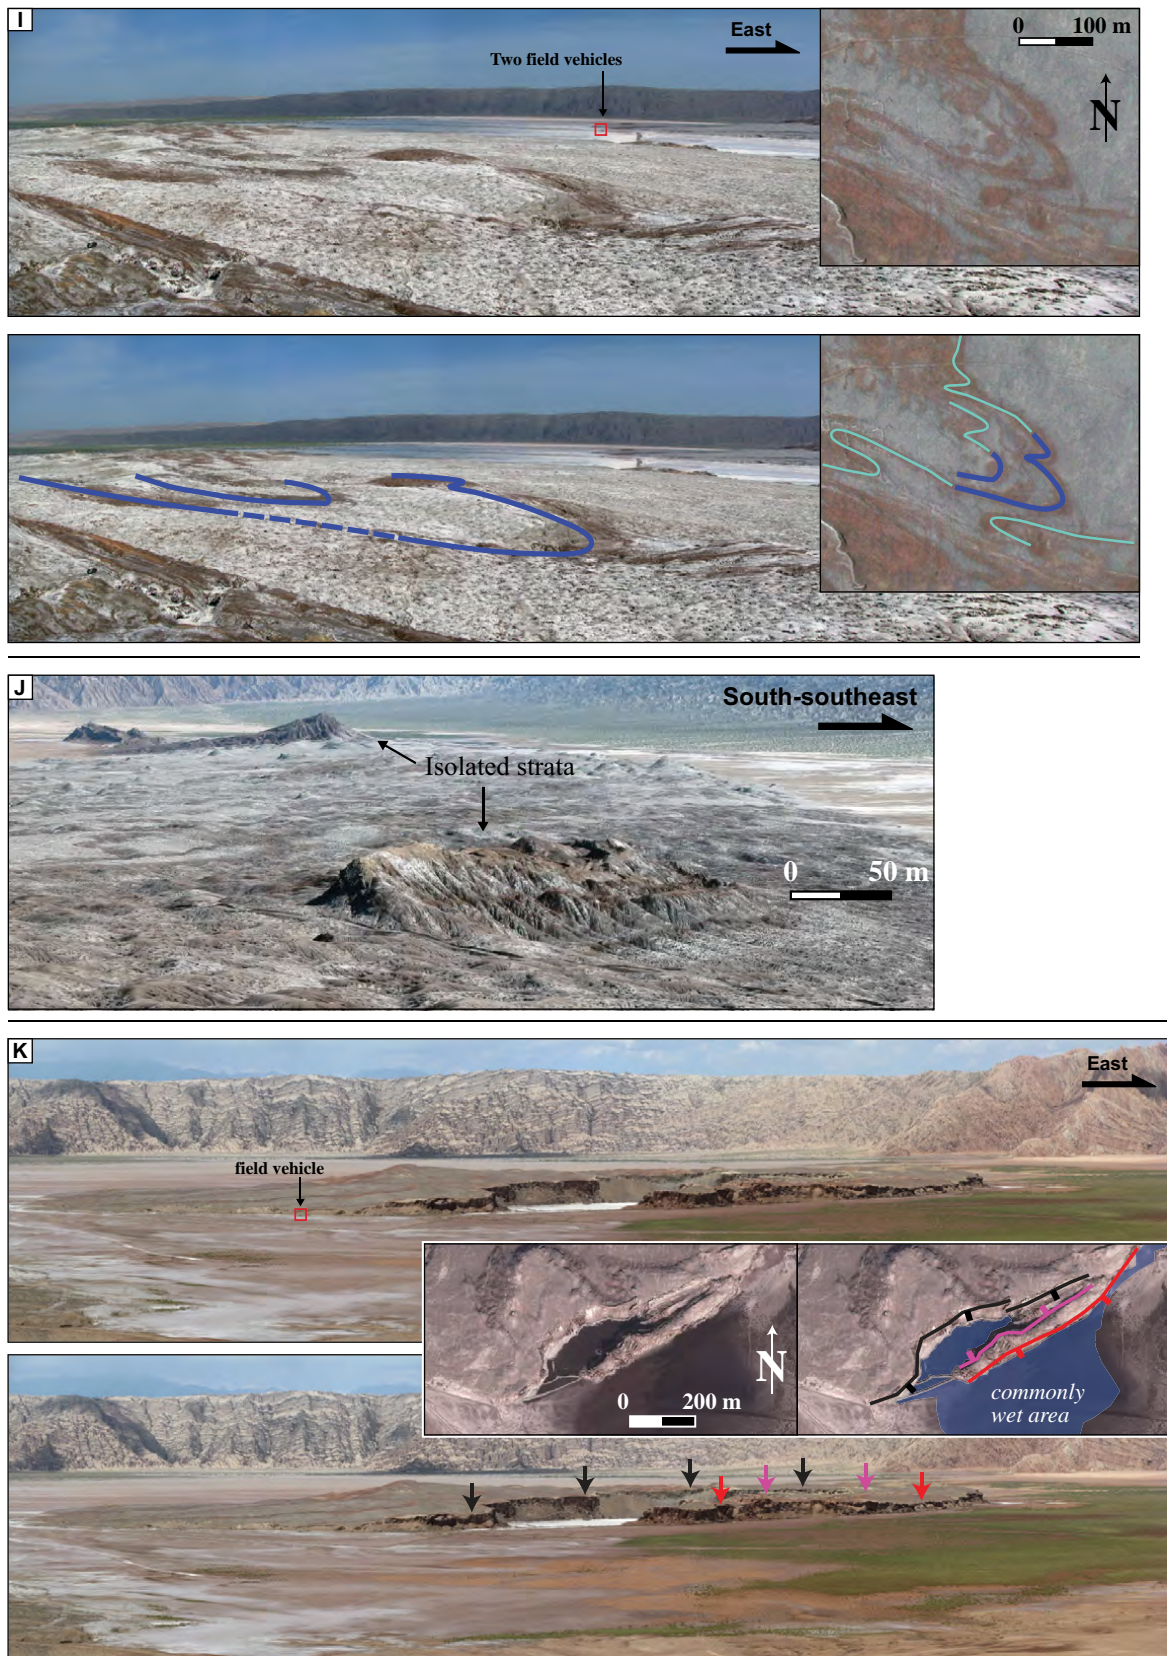 I
East
Two field vehicles
0 100 m
N
J
South-southeast
Isolated strata
0 50 m
K
East
field vehicle
N
0 200 m
commonly
wet area